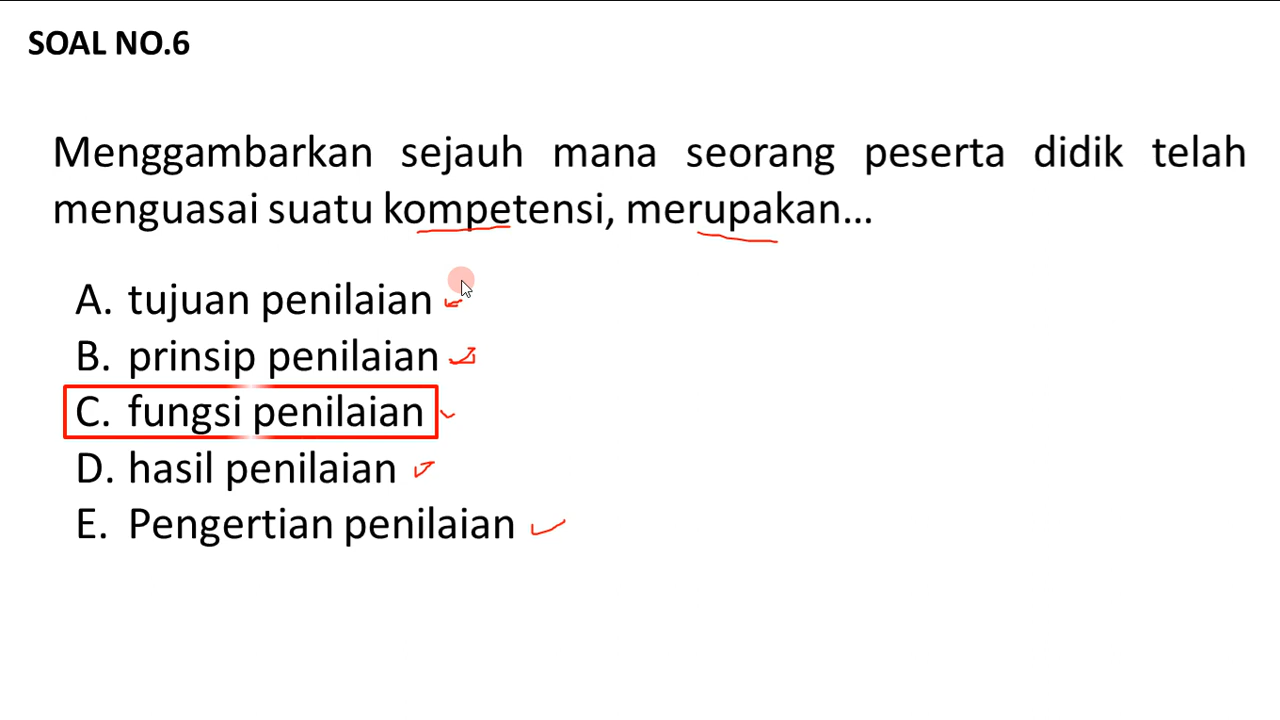 SOAL NO.6
Menggambarkan sejauh mana seorang peserta didik telah
menguasai suatu kompetensi, merupakan...
A. tujuan penilaian
B. prinsip penilaian
C. fungsi penilaian
D. hasil penilaian
E. Pengertian penilaian